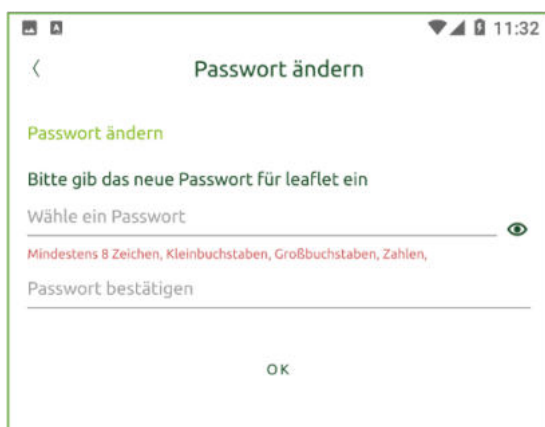 11:32
Passwort ändern
Passwort ändern
Bitte gib das neue Passwort für leaflet ein
Wähle ein Passwort
Mindestens 8 Zeichen, Kleinbuchstaben, Großbuchstaben, Zahlen,
Passwort bestätigen
OK